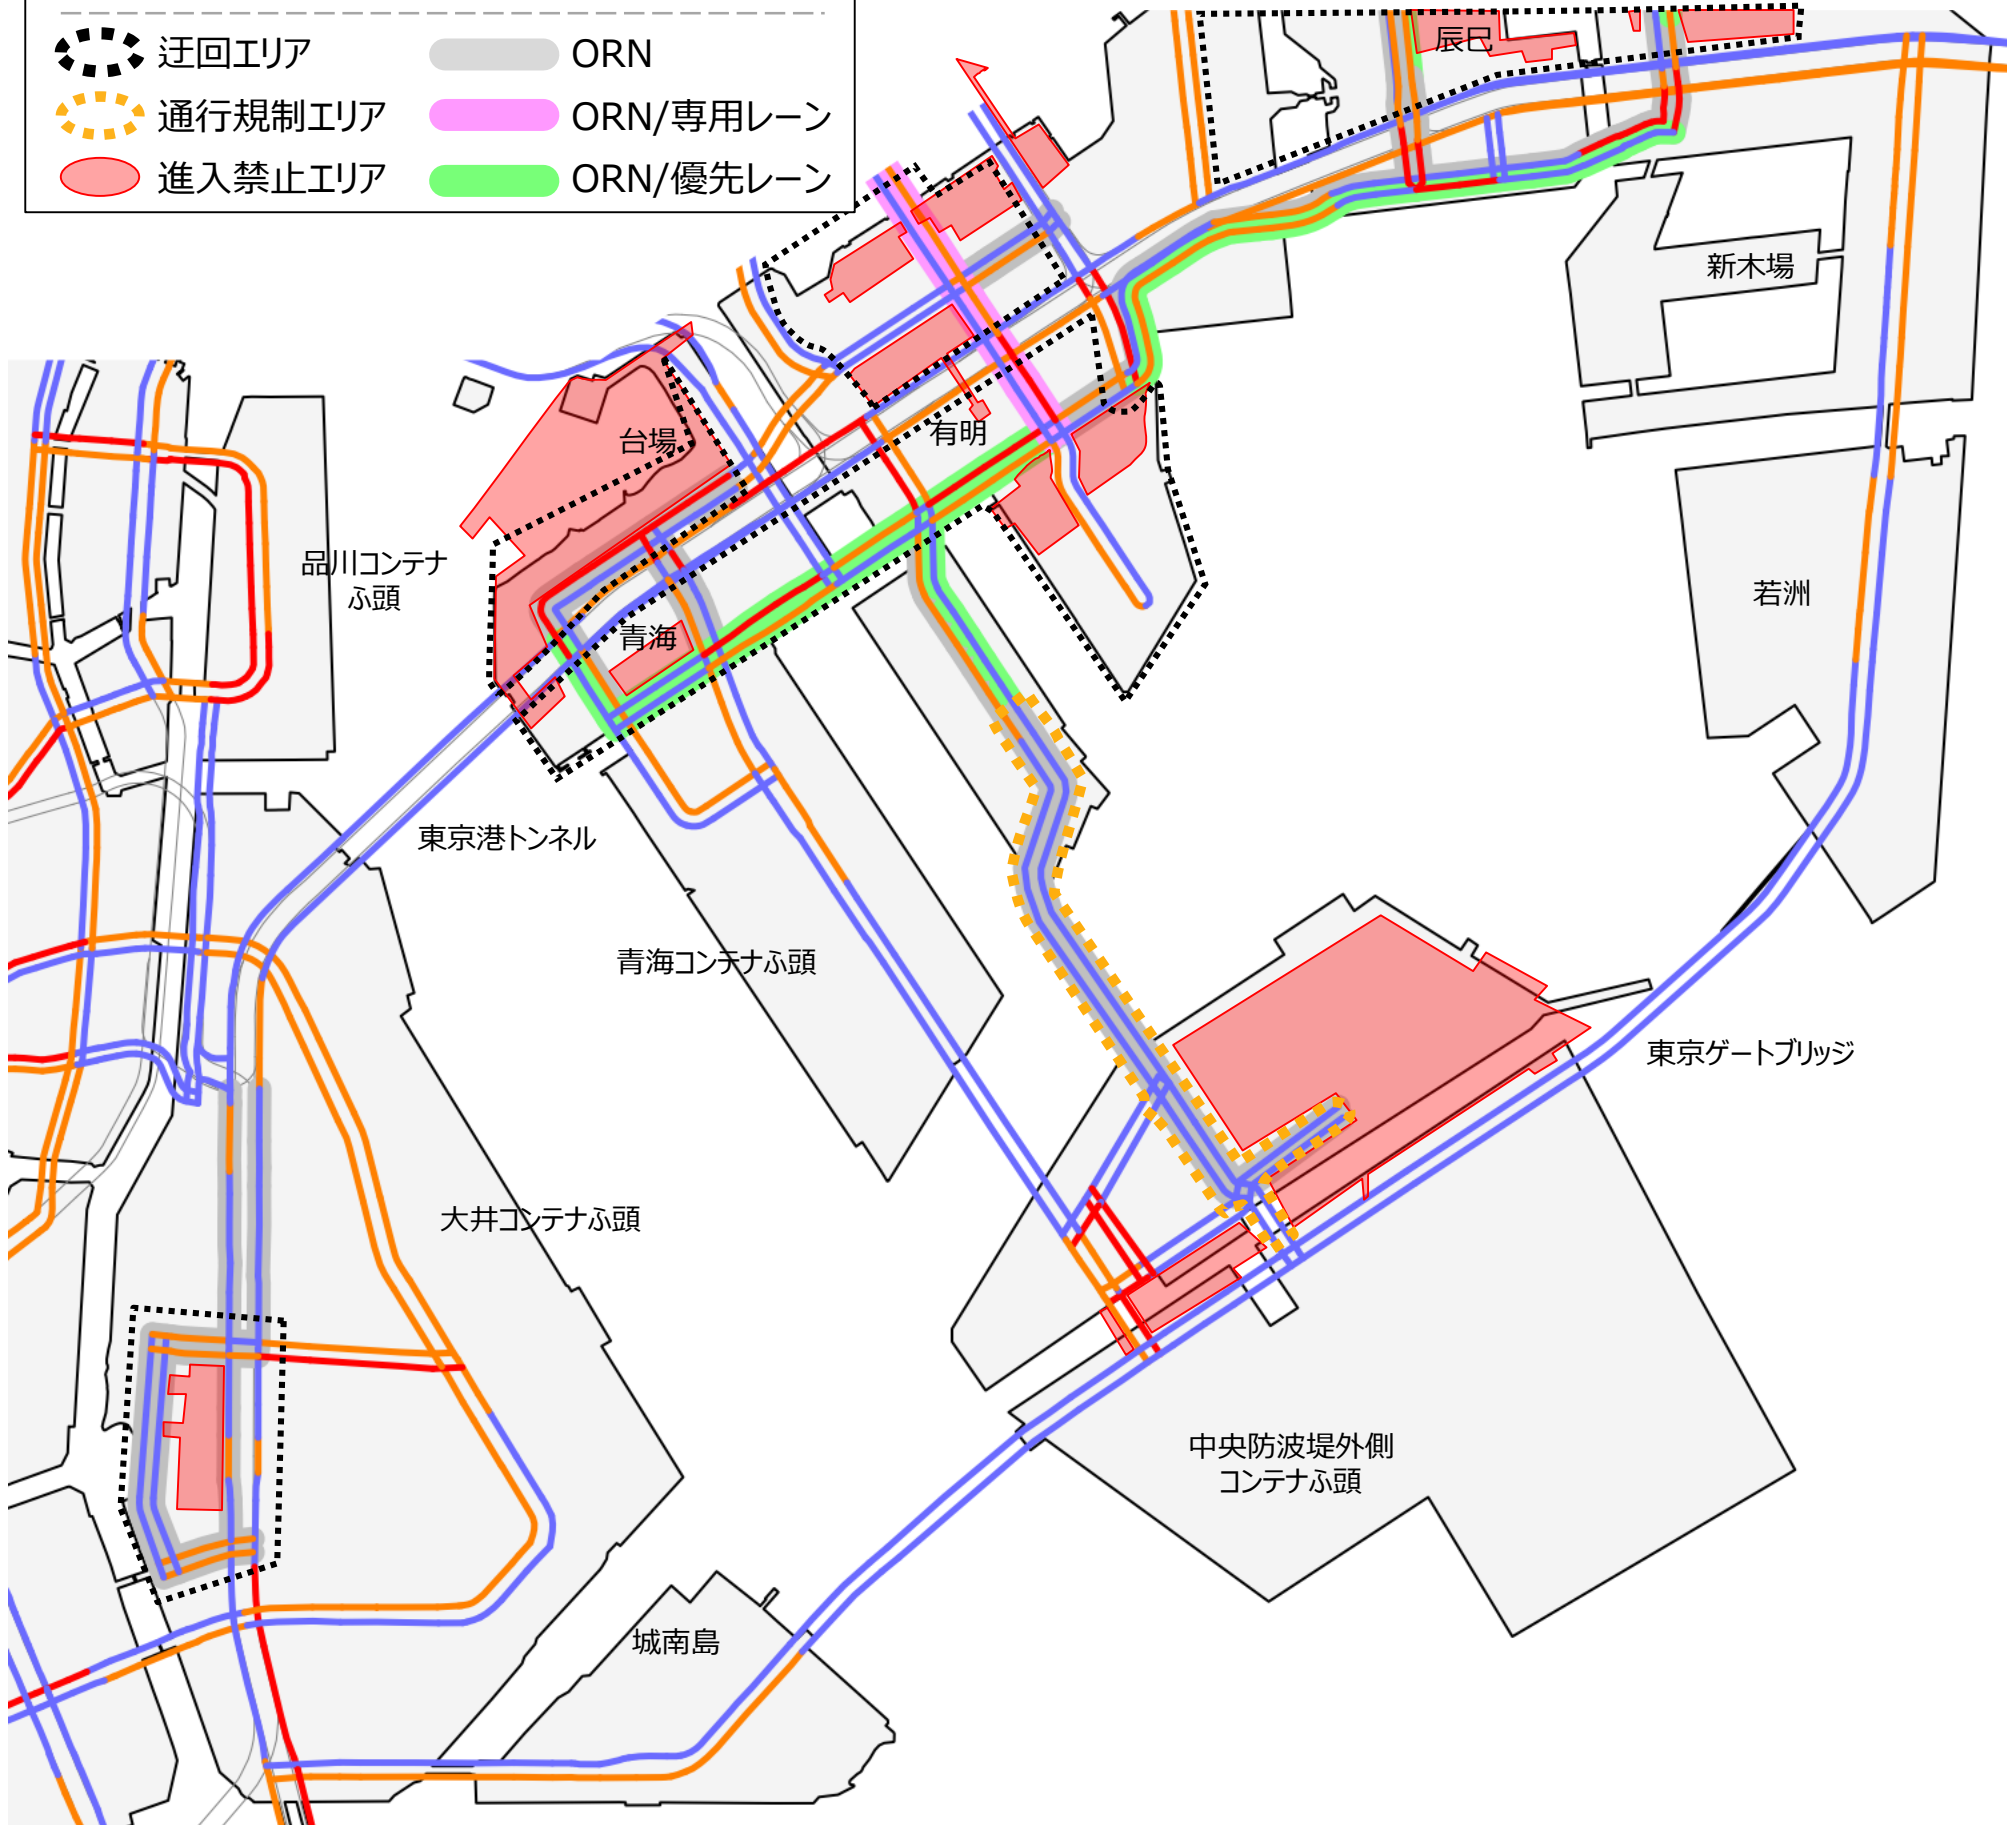 迂回エリア
ORN
通行規制エリア
ORN/専用レーン
進入禁止エリア
ORN/優先レーン
辰巳
新木場
台場
有明
品川コンテナ
ふ頭
若洲
青海
東京港トンネル
青海コンテナふ頭
東京ゲートブリッジ
大井コンテナふ頭
中央防波堤外側
コンテナふ頭
城南島